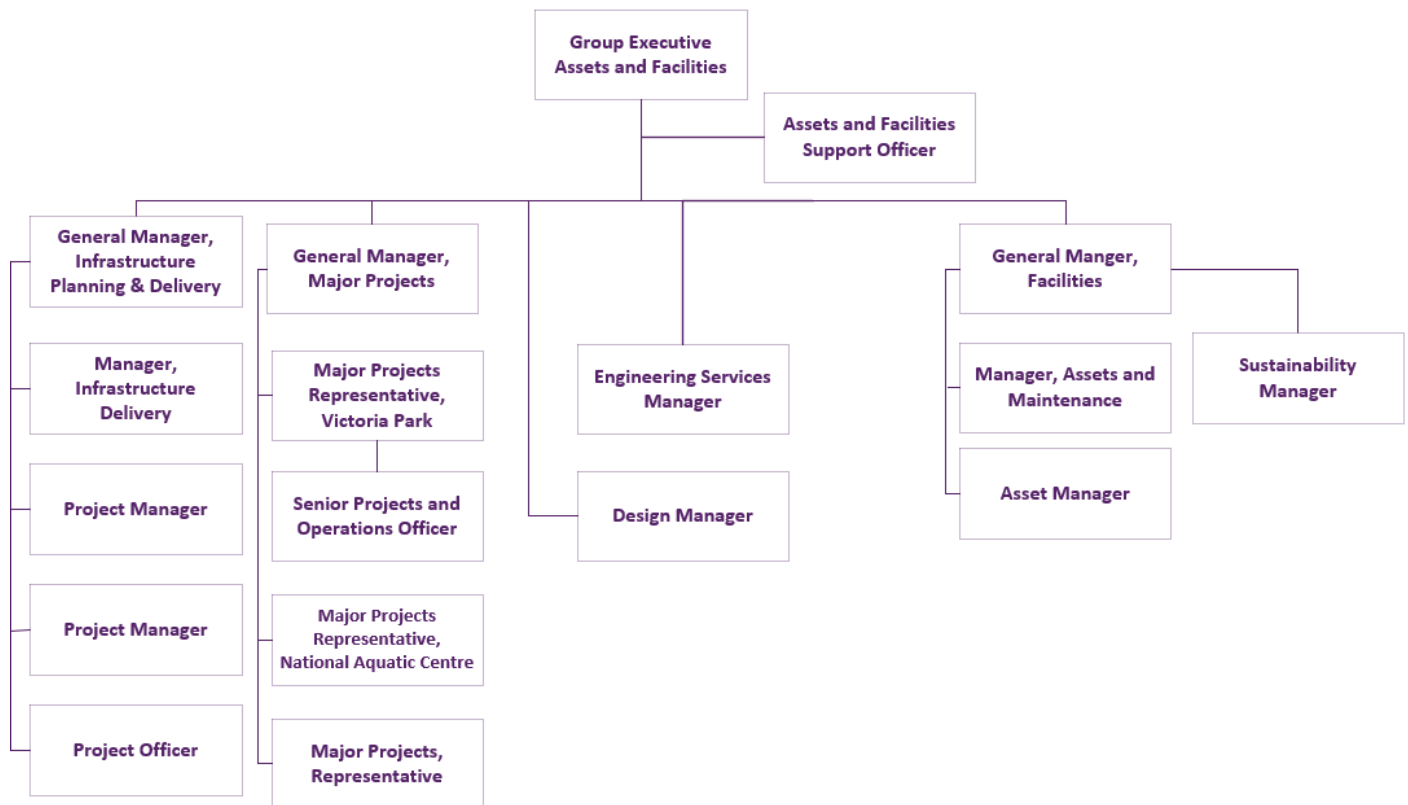 Group Executive
Assets and Facilities
Assets and Facilities
Support Officer
General Manager,
Infrastructure
Planning & Delivery
Manager,
Infrastructure
Delivery
Project Manager
Project Manager
Project Officer
General Manager,
Major Projects
Major Projects
Representative,
Victoria Park
Senior Projects and
Operations Officer
Major Projects
Representative,
National Aquatic Centre
Major Projects,
Representative
Engineering Services
Manager
Design Manager
General Manger,
Facilities
Manager, Assets and
Maintenance
Asset Manager
Sustainability
Manager